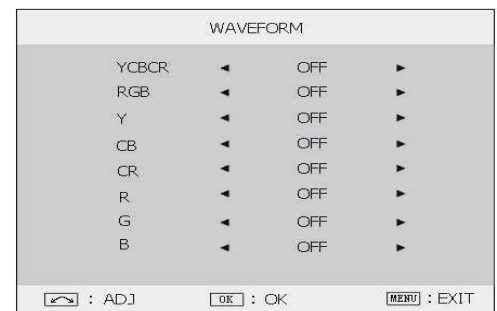 WAVEFORM
YCBCR ◄ OFF ►
RGB ◄ OFF ►
Y ◄ OFF ►
CB ◄ OFF ►
CR ◄ OFF ►
R ◄ OFF ►
G ◄ OFF ►
B ◄ OFF ►
: ADJ OK : OK MENU : EXIT